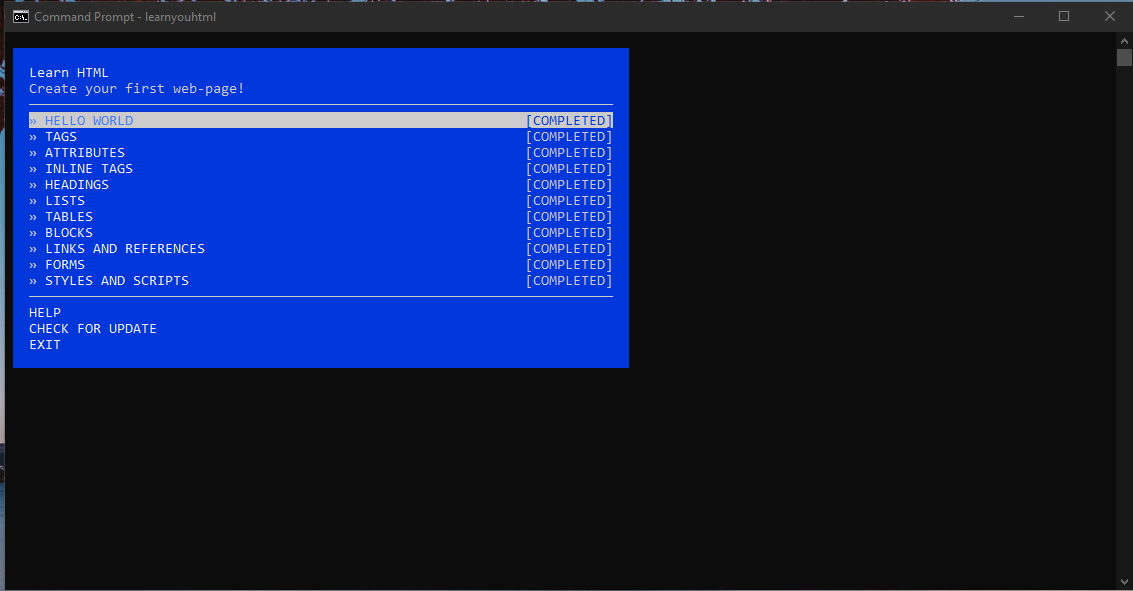 Command Prompt - learnyouhtml
Learn HTML
Create your first web-page!
» HELLO WORLD [COMPLETED]
» TAGS [COMPLETED]
» ATTRIBUTES [COMPLETED]
» INLINE TAGS [COMPLETED]
» HEADINGS [COMPLETED]
» LISTS [COMPLETED]
» TABLES [COMPLETED]
» BLOCKS [COMPLETED]
» LINKS AND REFERENCES [COMPLETED]
» FORMS [COMPLETED]
» STYLES AND SCRIPTS [COMPLETED]
HELP
CHECK FOR UPDATE
EXIT